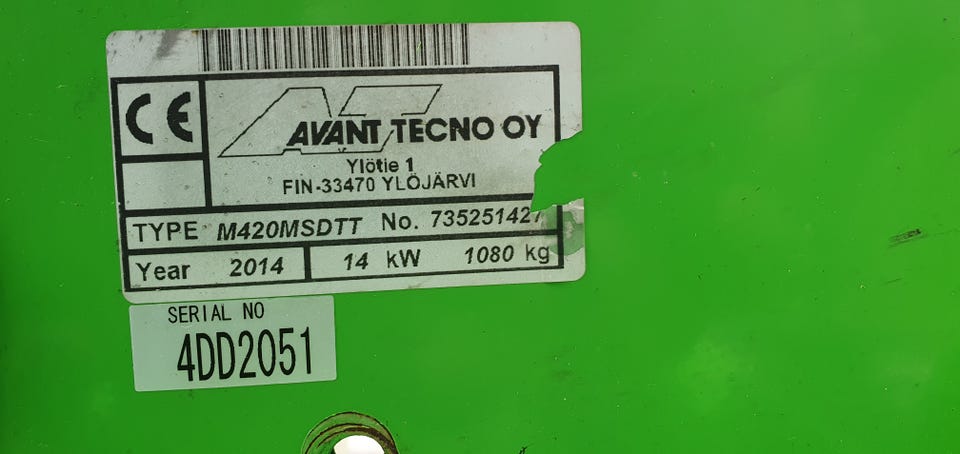 CE
AVANT TECNO OY
Ylötie 1
FIN-33470 YLÖJÄRVI
TYPE M420MSDTT No. 735251427
Year 2014 14 kW 1080 kg
SERIAL NO
4DD2051